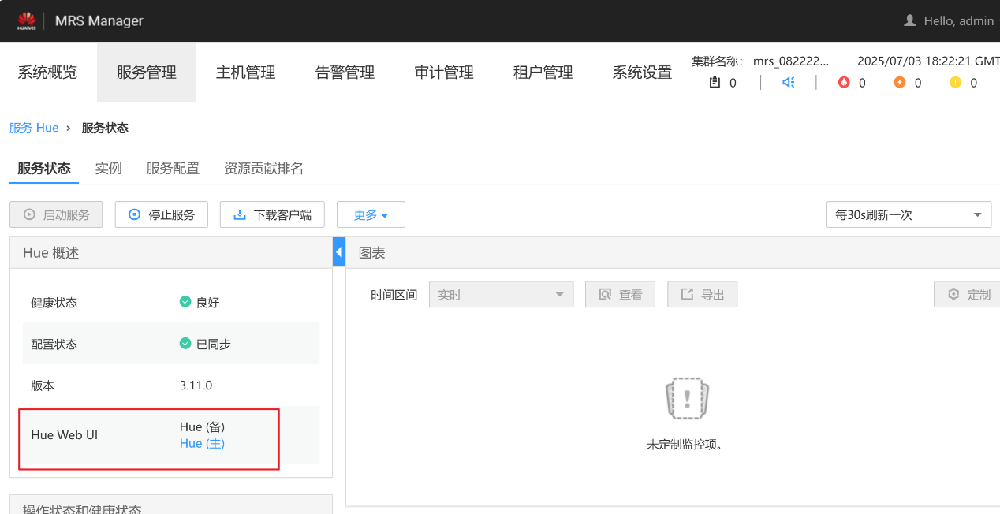 HUAWEI MRS Manager Hello, admin
系统概览 服务管理 主机管理 告警管理 审计管理 租户管理 系统设置 集群名称: mrs_082222... 2025/07/03 18:22:21 GMT
0 0 0 0
服务 Hue › 服务状态
服务状态 实例 服务配置 资源贡献排名
启动服务 停止服务 下载客户端 更多 每30s刷新一次
Hue 概述 图表
时间区间 实时 查看 导出 定制
健康状态 良好
配置状态 已同步
版本 3.11.0
Hue Web UI Hue (备)
Hue (主)
未定制监控项。
操作状态和健康状态